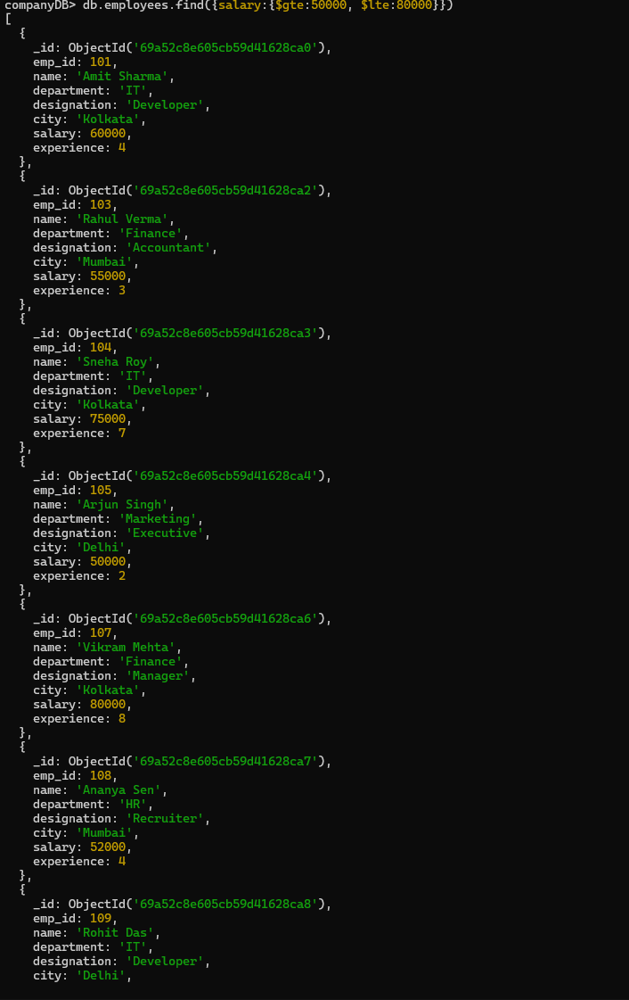 companyDB> db.employees.find({salary:{$gte:50000, $lte:80000}})
[
  {
    _id: ObjectId('69a52c8e605cb59d41628ca0'),
    emp_id: 101,
    name: 'Amit Sharma',
    department: 'IT',
    designation: 'Developer',
    city: 'Kolkata',
    salary: 60000,
    experience: 4
  },
  {
    _id: ObjectId('69a52c8e605cb59d41628ca2'),
    emp_id: 103,
    name: 'Rahul Verma',
    department: 'Finance',
    designation: 'Accountant',
    city: 'Mumbai',
    salary: 55000,
    experience: 3
  },
  {
    _id: ObjectId('69a52c8e605cb59d41628ca3'),
    emp_id: 104,
    name: 'Sneha Roy',
    department: 'IT',
    designation: 'Developer',
    city: 'Kolkata',
    salary: 75000,
    experience: 7
  },
  {
    _id: ObjectId('69a52c8e605cb59d41628ca4'),
    emp_id: 105,
    name: 'Arjun Singh',
    department: 'Marketing',
    designation: 'Executive',
    city: 'Delhi',
    salary: 50000,
    experience: 2
  },
  {
    _id: ObjectId('69a52c8e605cb59d41628ca6'),
    emp_id: 107,
    name: 'Vikram Mehta',
    department: 'Finance',
    designation: 'Manager',
    city: 'Kolkata',
    salary: 80000,
    experience: 8
  },
  {
    _id: ObjectId('69a52c8e605cb59d41628ca7'),
    emp_id: 108,
    name: 'Ananya Sen',
    department: 'HR',
    designation: 'Recruiter',
    city: 'Mumbai',
    salary: 52000,
    experience: 4
  },
  {
    _id: ObjectId('69a52c8e605cb59d41628ca8'),
    emp_id: 109,
    name: 'Rohit Das',
    department: 'IT',
    designation: 'Developer',
    city: 'Delhi',